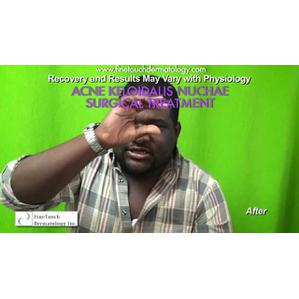 www.finetouchdermatology.com
Recovery and Results May Vary with Physiology
ACNE KELOIDALIS NUCHAE
SURGICAL TREATMENT
After
FineTouch
Dermatology Inc